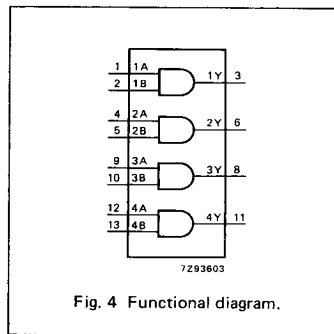 1 1A 1Y 3
2 1B
4 2A 2Y 6
5 2B
9 3A 3Y 8
10 3B
12 4A 4Y 11
13 4B
7Z93603
Fig. 4 Functional diagram.